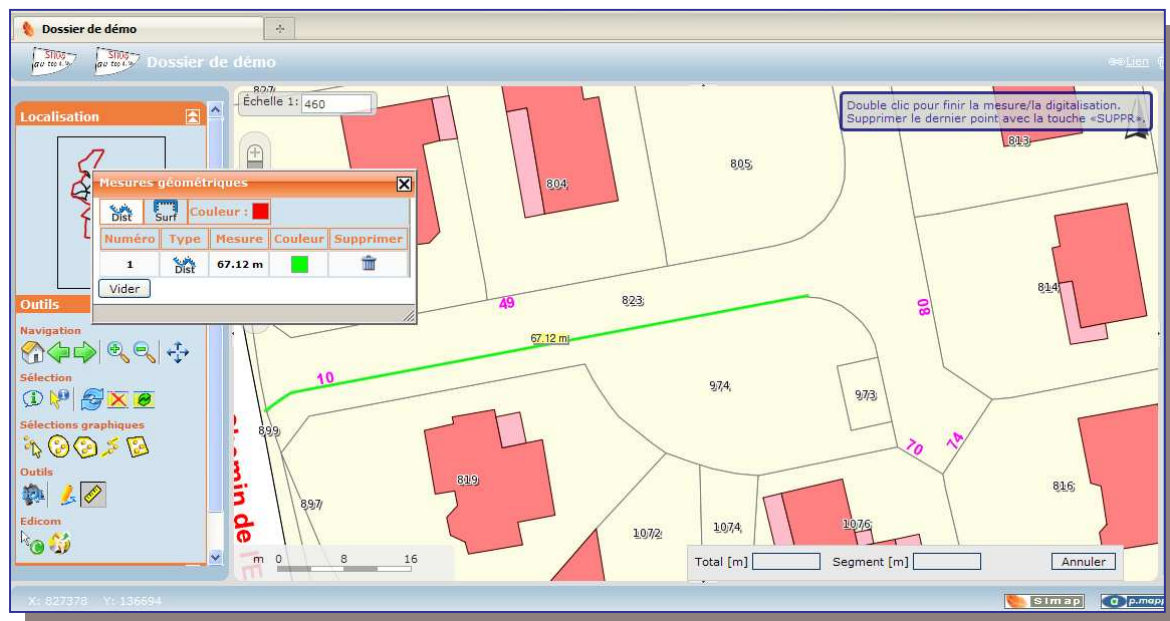 Dossier de démo
Dossier de démo
Lien
Localisation
Échelle 1: 460
Double clic pour finir la mesure/la digitalisation.
Supprimer le dernier point avec la touche «SUPPR».
827
813
805
804
Mesures géométriques
Dist Surf Couleur :
Numéro Type Mesure Couleur Supprimer
1 Dist 67.12 m
Vider
814
49
823
08
67.12 m
10
974
973
899
819
70
74
897
816
1072
1074
1076
Outils
Navigation
Sélection
Sélections graphiques
Outils
Edicom
m 0 8 16
Total [m] Segment [m] Annuler
X: 827378 Y: 136694
Simap